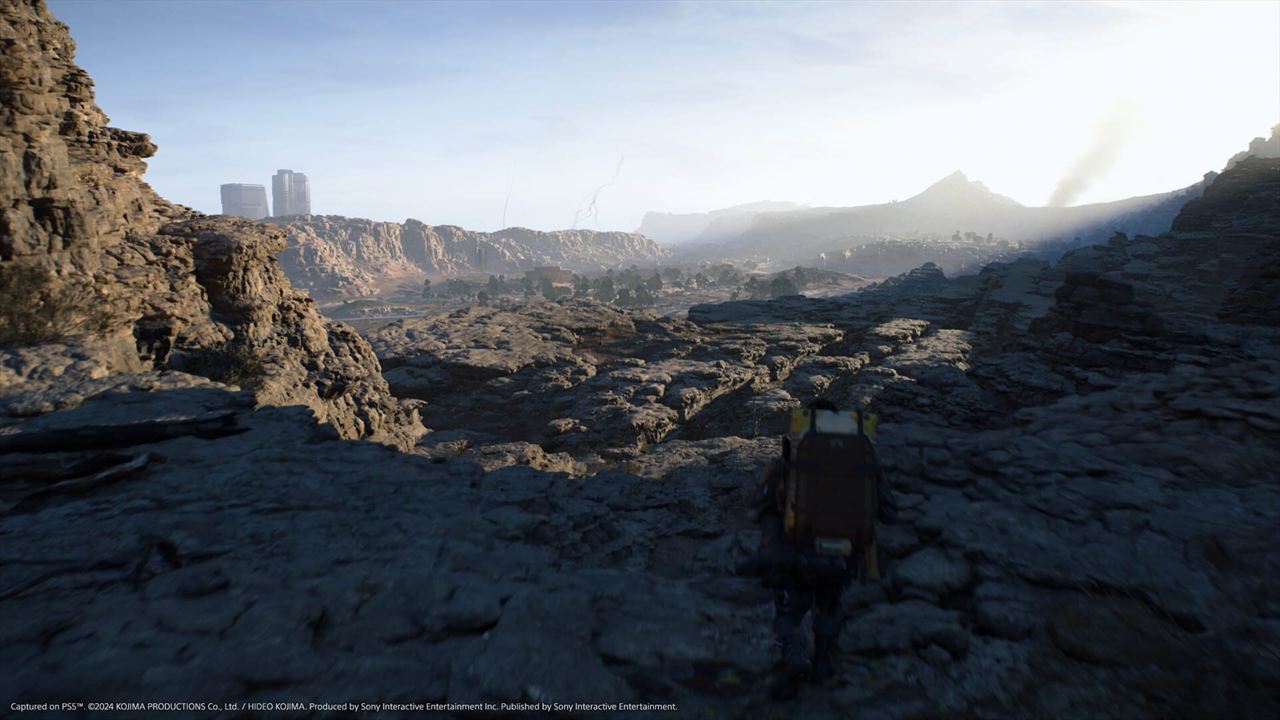 Captured on PS5™. ©2024 KOJIMA PRODUCTIONS Co., Ltd. / HIDEO KOJIMA. Produced by Sony Interactive Entertainment Inc. Published by Sony Interactive Entertainment.